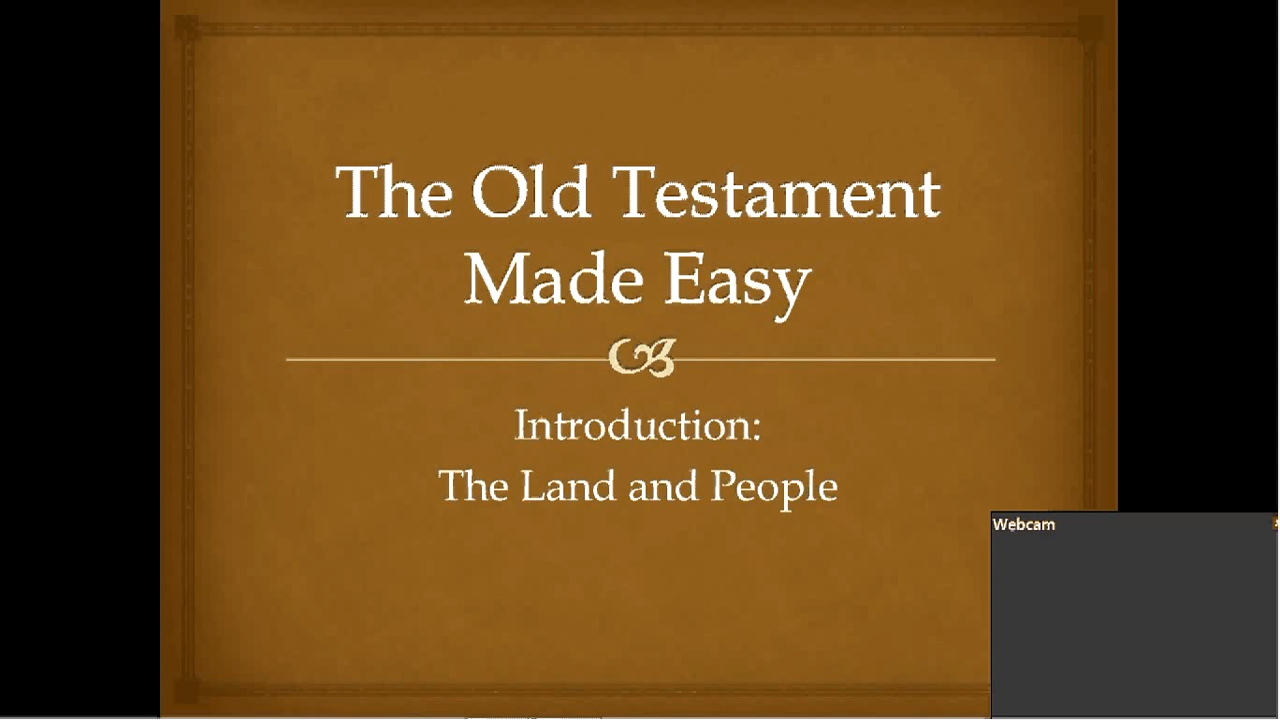 The Old Testament
Made Easy
Introduction:
The Land and People
Webcam